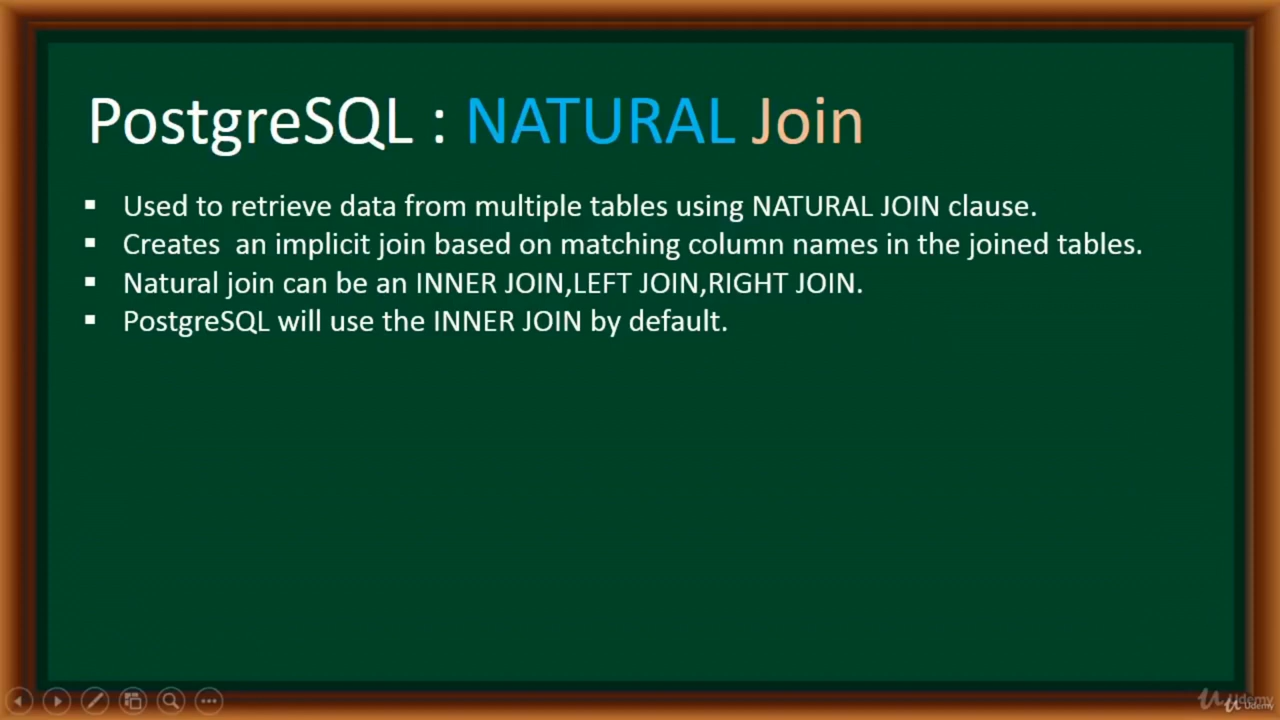 PostgreSQL : NATURAL Join
▪ Used to retrieve data from multiple tables using NATURAL JOIN clause.
▪ Creates  an implicit join based on matching column names in the joined tables.
▪ Natural join can be an INNER JOIN,LEFT JOIN,RIGHT JOIN.
▪ PostgreSQL will use the INNER JOIN by default.
Udemy
Udemy